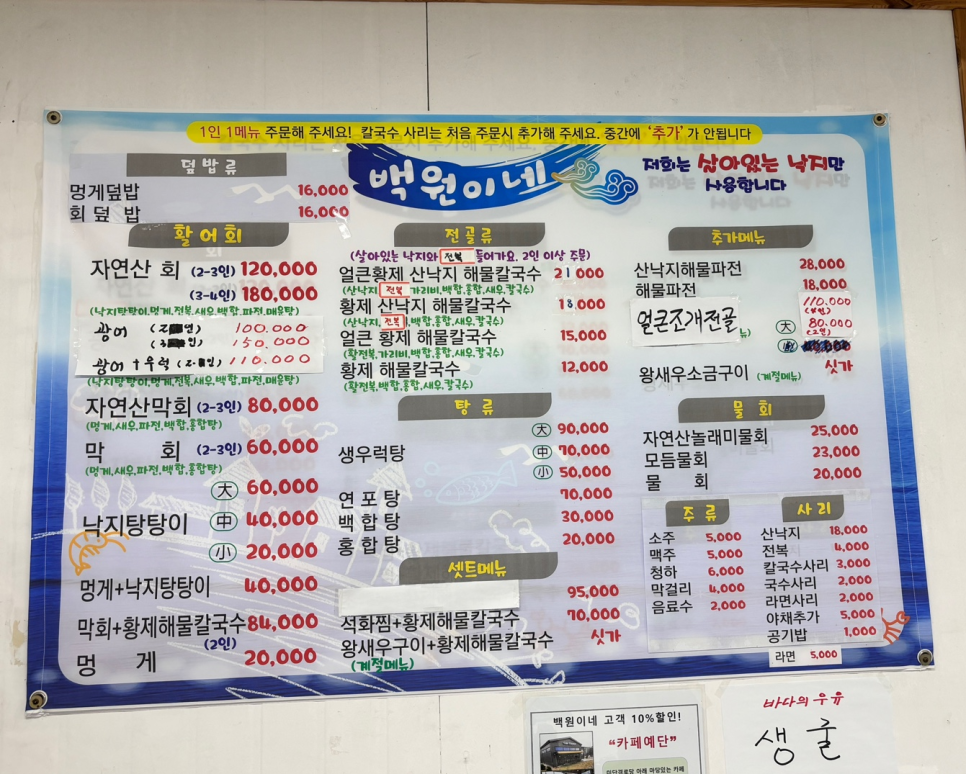 1인 1메뉴 주문해 주세요! 칼국수 사리는 처음 주문시 추가해 주세요. 중간에 '추가'가 안됩니다
백원이네
저희는 살아있는 낙지만
사용합니다
덮밥류
멍게덮밥 16,000
회 덮 밥 16,000
활어회
자연산 회 (2-3인) 120,000
(3-4인) 180,000
(낙지탕탕이,멍게,전복,새우,백합,파전,매운탕)
광어 100.000
150.000
광어+우럭 110.000
(낙지탕탕이,멍게,전복,새우,백합,파전,매운탕)
자연산막회 (2-3인) 80,000
(멍게,새우,파전,백합,홍합탕)
막 회 (2-3인) 60,000
(멍게,새우,파전,백합,홍합탕)
낙지탕탕이 大 60,000
中 40,000
小 20,000
멍게+낙지탕탕이 40,000
막회+황제해물칼국수 84,000
(2인)
멍 게 20,000
전골류
(살아있는 낙지와 전복 들어가요. 2인 이상 주문)
얼큰황제 산낙지 해물칼국수 21,000
(산낙지, 전복 가리비,백합,홍합,새우,칼국수)
황제 산낙지 해물칼국수 18,000
(산낙지, 전복,백합,홍합,새우,칼국수)
얼큰 황제 해물칼국수 15,000
(활전복,가리비,백합,홍합,새우,칼국수)
황제 해물칼국수 12,000
(활전복,백합,홍합,새우,칼국수)
탕류
생우럭탕 大 90,000
中 70,000
小 50,000
연포탕 70,000
백합탕 30,000
홍합탕 20,000
셋트메뉴
95,000
석화찜+황제해물칼국수 70,000
왕새우구이+황제해물칼국수 싯가
(계절메뉴)
추가메뉴
산낙지해물파전 28,000
해물파전 18,000
얼큰조개전골 110.000
(4인)
大 80.000
(2인)
왕새우소금구이 (계절메뉴) 싯가
물회
자연산놀래미물회 25,000
모듬물회 23,000
물 회 20,000
주류
소주 5,000
맥주 5,000
청하 6,000
막걸리 4,000
음료수 2,000
사리
산낙지 18,000
전복 4,000
칼국수사리 3,000
국수사리 2,000
라면사리 2,000
야채추가 5,000
공기밥 1,000
라면 5,000
백원이네 고객 10%할인!
"카페예단"
바다의 우유
생굴